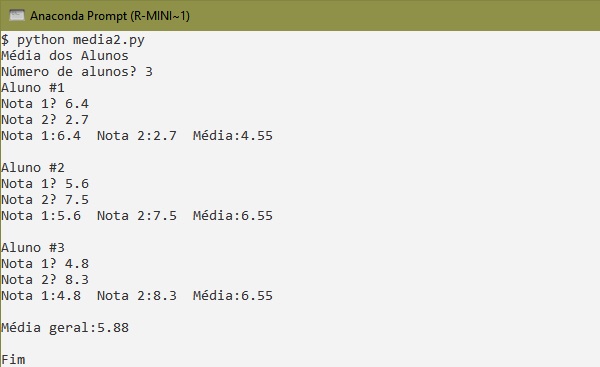 Anaconda Prompt (R-MINI~1)
$ python media2.py
Média dos Alunos
Número de alunos? 3
Aluno #1
Nota 1? 6.4
Nota 2? 2.7
Nota 1:6.4  Nota 2:2.7  Média:4.55
Aluno #2
Nota 1? 5.6
Nota 2? 7.5
Nota 1:5.6  Nota 2:7.5  Média:6.55
Aluno #3
Nota 1? 4.8
Nota 2? 8.3
Nota 1:4.8  Nota 2:8.3  Média:6.55
Média geral:5.88
Fim